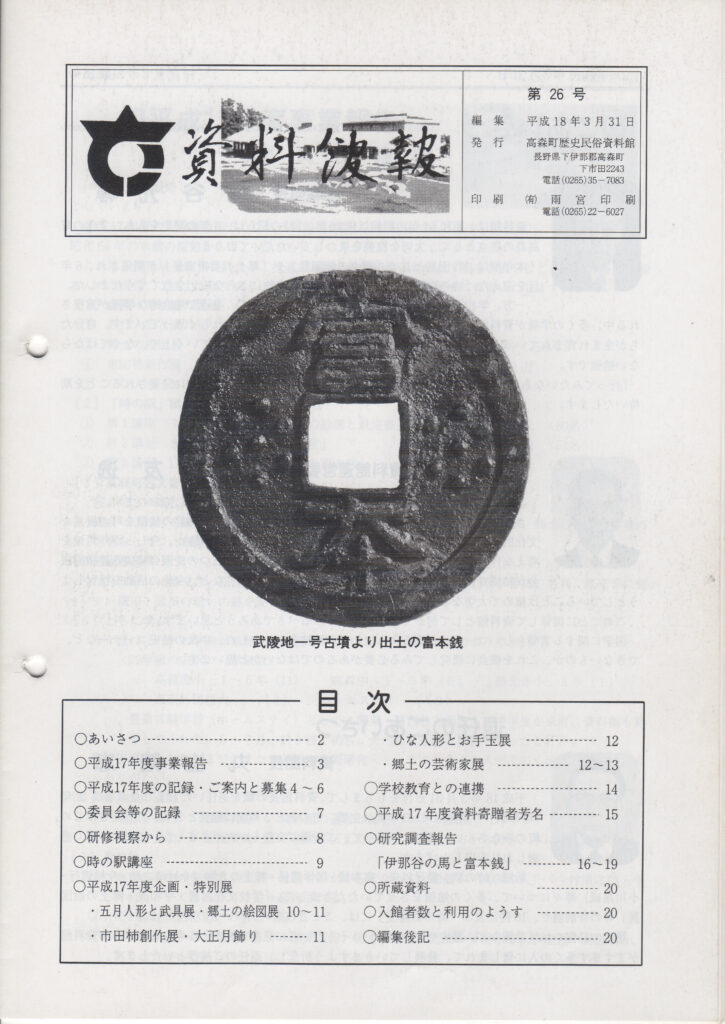 資料復報
第 26 号
編 集 平成18年3月31日
発 行 高森町歴史民俗資料館
長野県下伊那郡高森町
下市田2243
電話(0265)35-7083
印 刷 ㈲ 雨宮印刷
電話(0265)22-6027
富
本
武陵地一号古墳より出土の富本銭
目 次
○あいさつ 2
○平成17年度事業報告 3
○平成17年度の記録・ご案内と募集 4～6
○委員会等の記録 7
○研修視察から 8
○時の駅講座 9
○平成17年度企画・特別展
・五月人形と武具展・郷土の絵図展 10～11
・市田柿創作展・大正月飾り 11
・ひな人形とお手玉展 12
・郷土の芸術家展 12～13
○学校教育との連携 14
○平成17年度資料寄贈者芳名 15
○研究調査報告
「伊那谷の馬と富本銭」 16～19
○所蔵資料 20
○入館者数と利用のようす 20
○編集後記 20